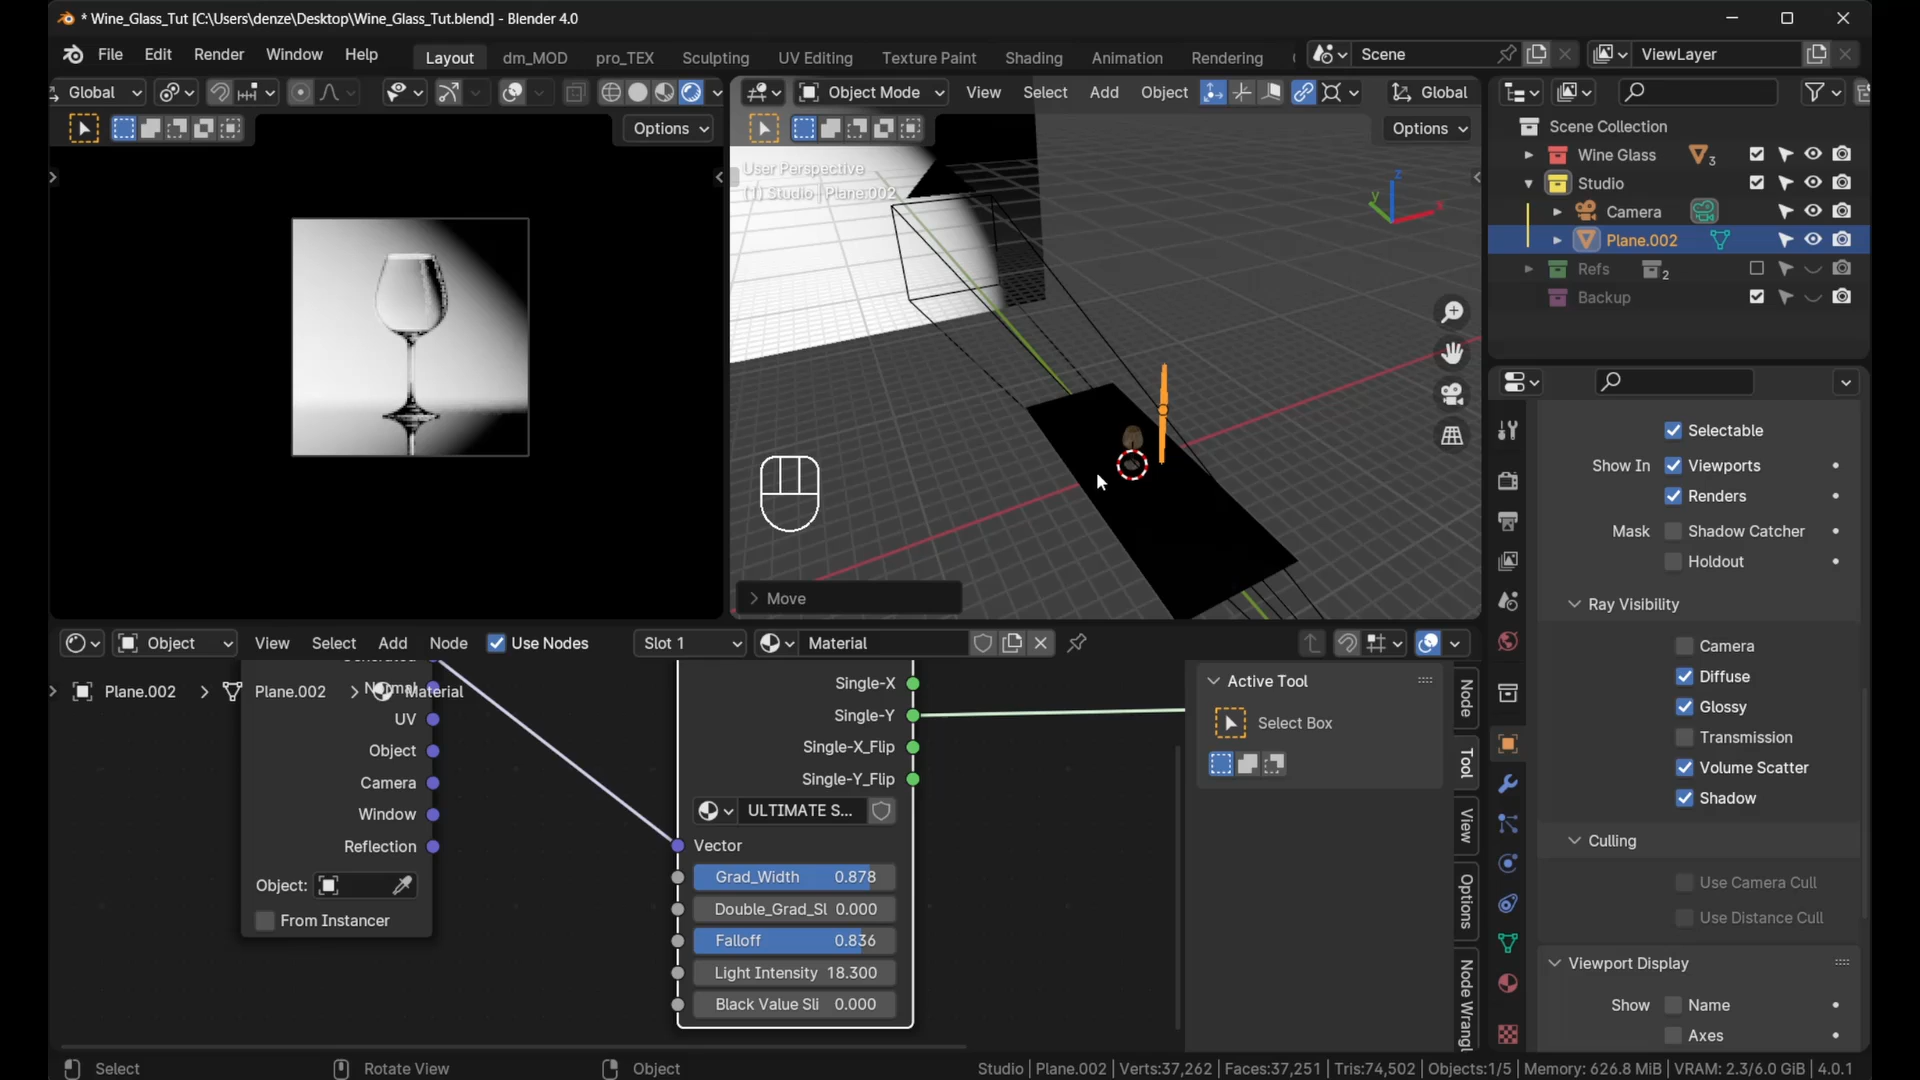 * Wine_Glass_Tut [C:\Users\denze\Desktop\Wine_Glass_Tut.blend] - Blender 4.0
File Edit Render Window Help Layout dm_MOD pro_TEX Sculpting UV Editing Texture Paint Shading Animation Rendering Scene ViewLayer
Global Object Mode View Select Add Object Global
Options Options
Scene Collection
Wine Glass 3
Studio
Camera
Plane.002
Refs 2
Backup
User Perspective
(1) Studio | Plane.002
Z
Y
X
Move
Selectable
Show In Viewports
Renders
Mask Shadow Catcher
Holdout
Ray Visibility
Camera
Diffuse
Glossy
Transmission
Volume Scatter
Shadow
Culling
Use Camera Cull
Use Distance Cull
Viewport Display
Show Name
Axes
Object View Select Add Node Use Nodes Slot 1 Material
Plane.002 Plane.002 Material
Normal
UV
Object
Camera
Window
Reflection
Object:
From Instancer
Single-X
Single-Y
Single-X_Flip
Single-Y_Flip
ULTIMATE S...
Vector
Grad_Width 0.878
Double_Grad_Sl 0.000
Falloff 0.836
Light Intensity 18.300
Black Value Sli 0.000
Active Tool
Select Box
Node
Tool
View
Options
Node Wrangl
Select Rotate View Object Studio | Plane.002 | Verts:37,262 | Faces:37,251 | Tris:74,502 | Objects:1/5 | Memory: 626.8 MiB | VRAM: 2.3/6.0 GiB | 4.0.1